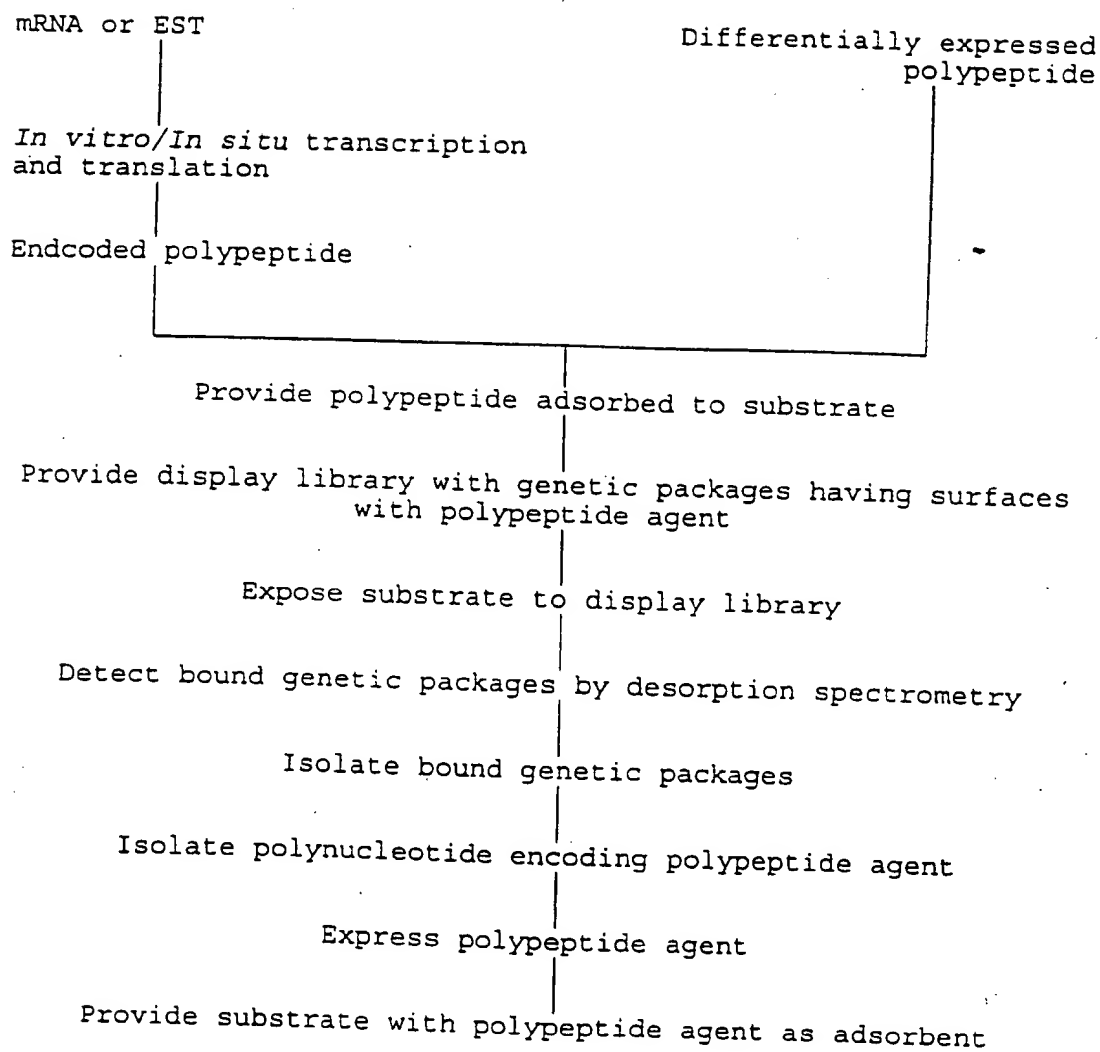 mRNA or EST
Differentially expressed
polypeptide
In vitro/In situ transcription
and translation
Endcoded polypeptide
Provide polypeptide adsorbed to substrate
Provide display library with genetic packages having surfaces
with polypeptide agent
Expose substrate to display library
Detect bound genetic packages by desorption spectrometry
Isolate bound genetic packages
Isolate polynucleotide encoding polypeptide agent
Express polypeptide agent
Provide substrate with polypeptide agent as adsorbent